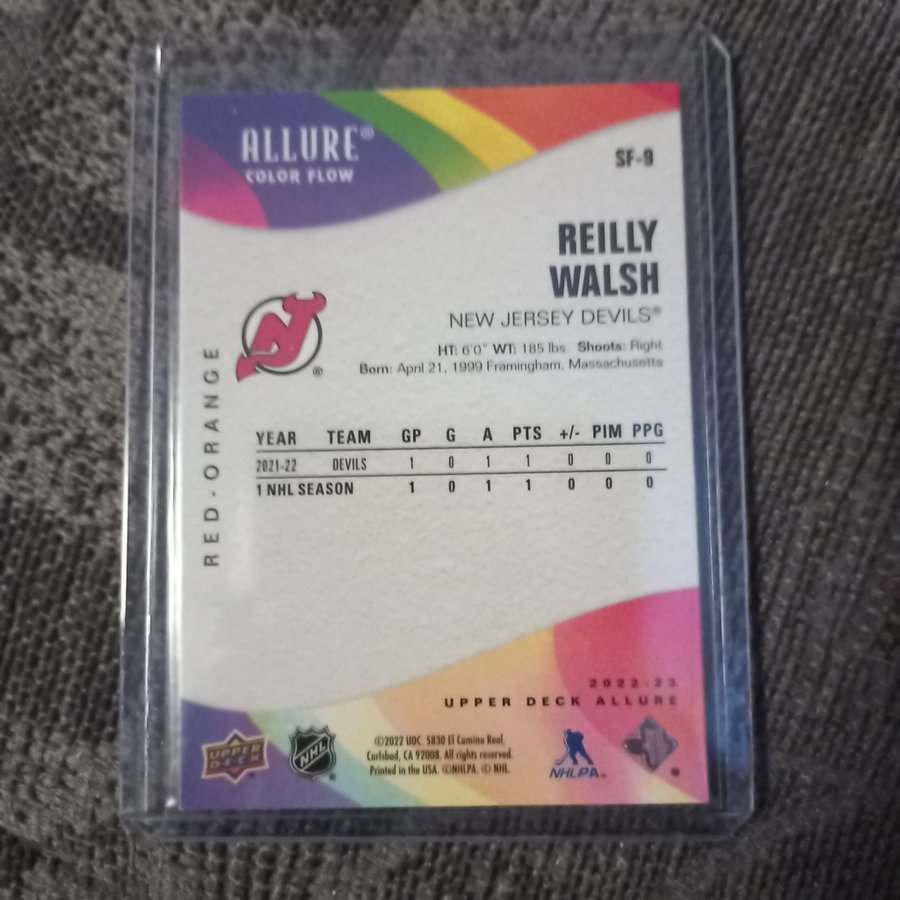 ALLURE®
COLOR FLOW
SF-9
REILLY
WALSH
NEW JERSEY DEVILS®
HT: 6'0" WT: 185 lbs. Shoots: Right
Born: April 21, 1999 Framingham, Massachusetts
®
RED-ORANGE
YEAR TEAM GP G A PTS +/- PIM PPG
2021-22 DEVILS 1 0 1 1 0 0 0
1 NHL SEASON 1 0 1 1 0 0 0
2022-23
UPPER DECK ALLURE
UPPER DECK
NHL
©2022 UDC. 5830 El Camino Real,
Carlsbad, CA 92008. All rights reserved.
Printed in the USA ©NHLPA. © NHL.
NHLPA